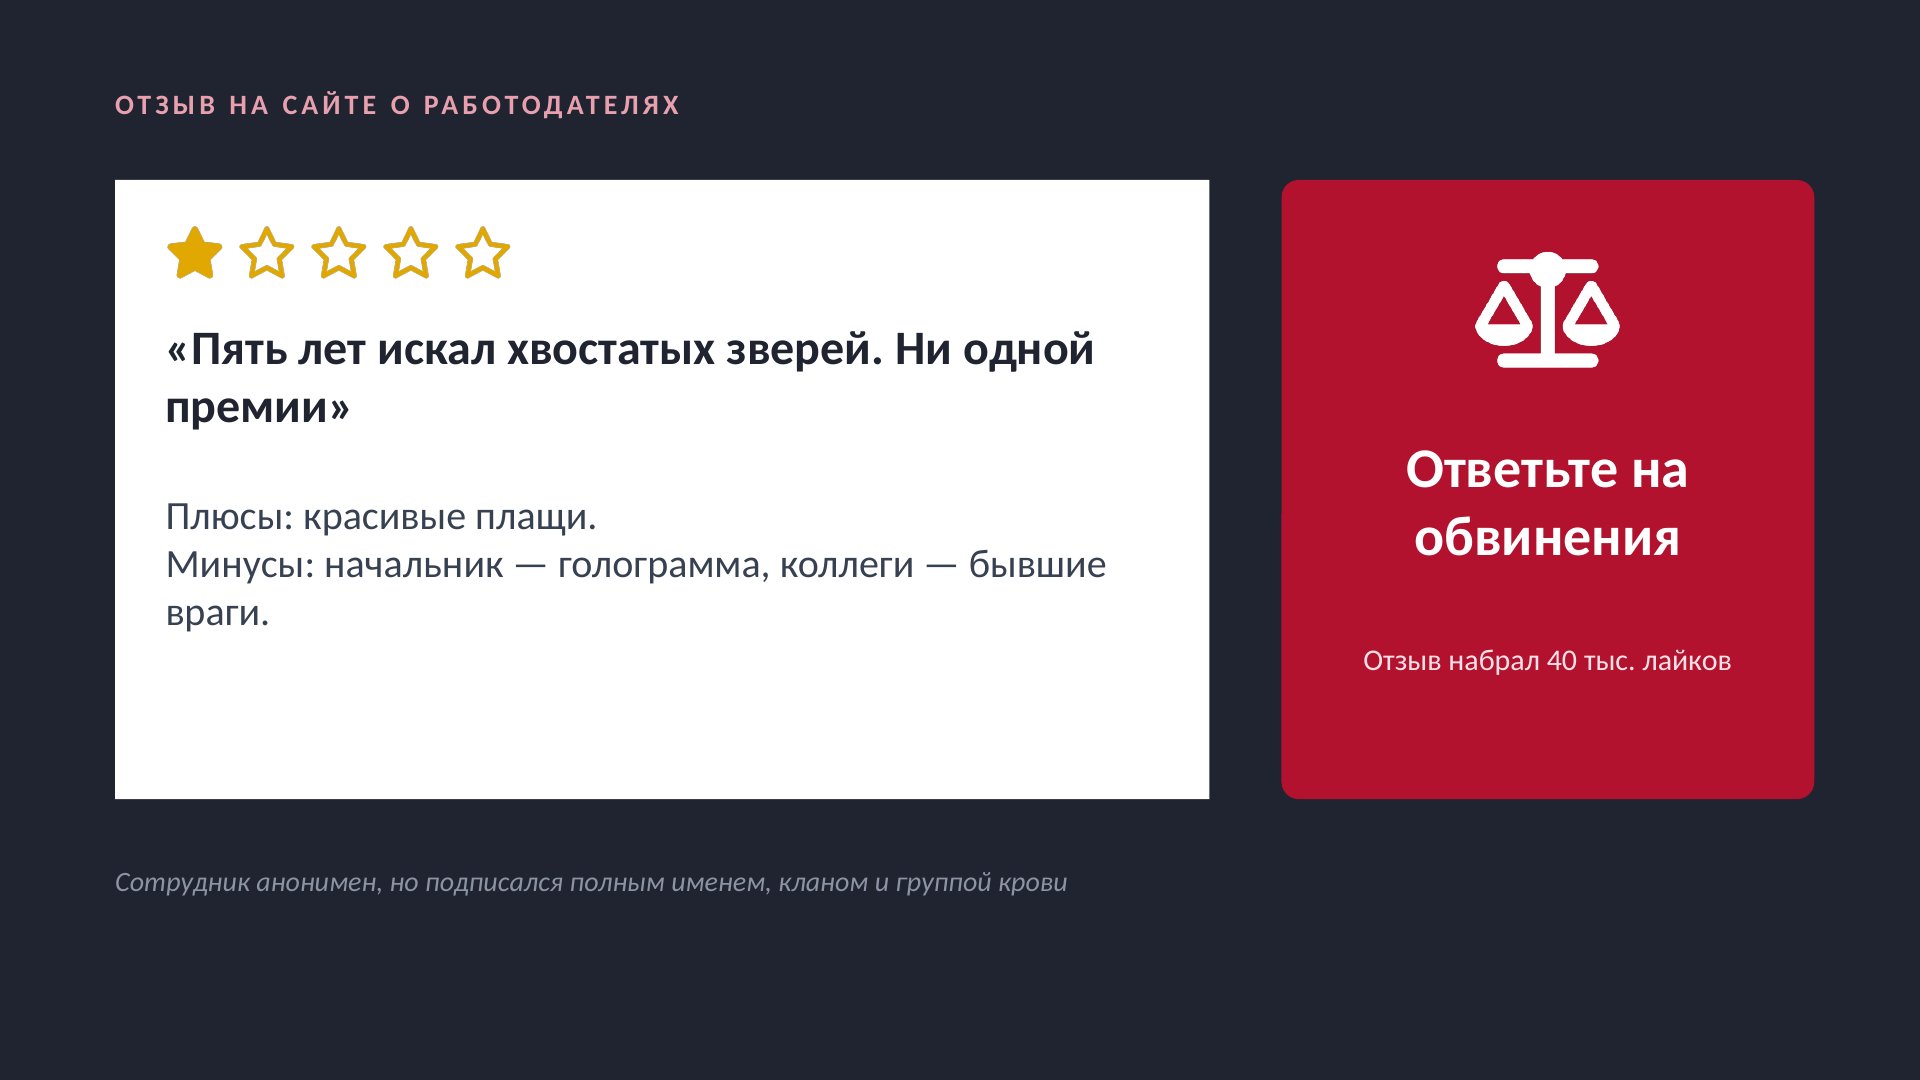 ОТЗЫВ НА САЙТЕ О РАБОТОДАТЕЛЯХ
«Пять лет искал хвостатых зверей. Ни одной
премии»
Плюсы: красивые плащи.
Минусы: начальник — голограмма, коллеги — бывшие
враги.
Ответьте на
обвинения
Отзыв набрал 40 тыс. лайков
Сотрудник анонимен, но подписался полным именем, кланом и группой крови